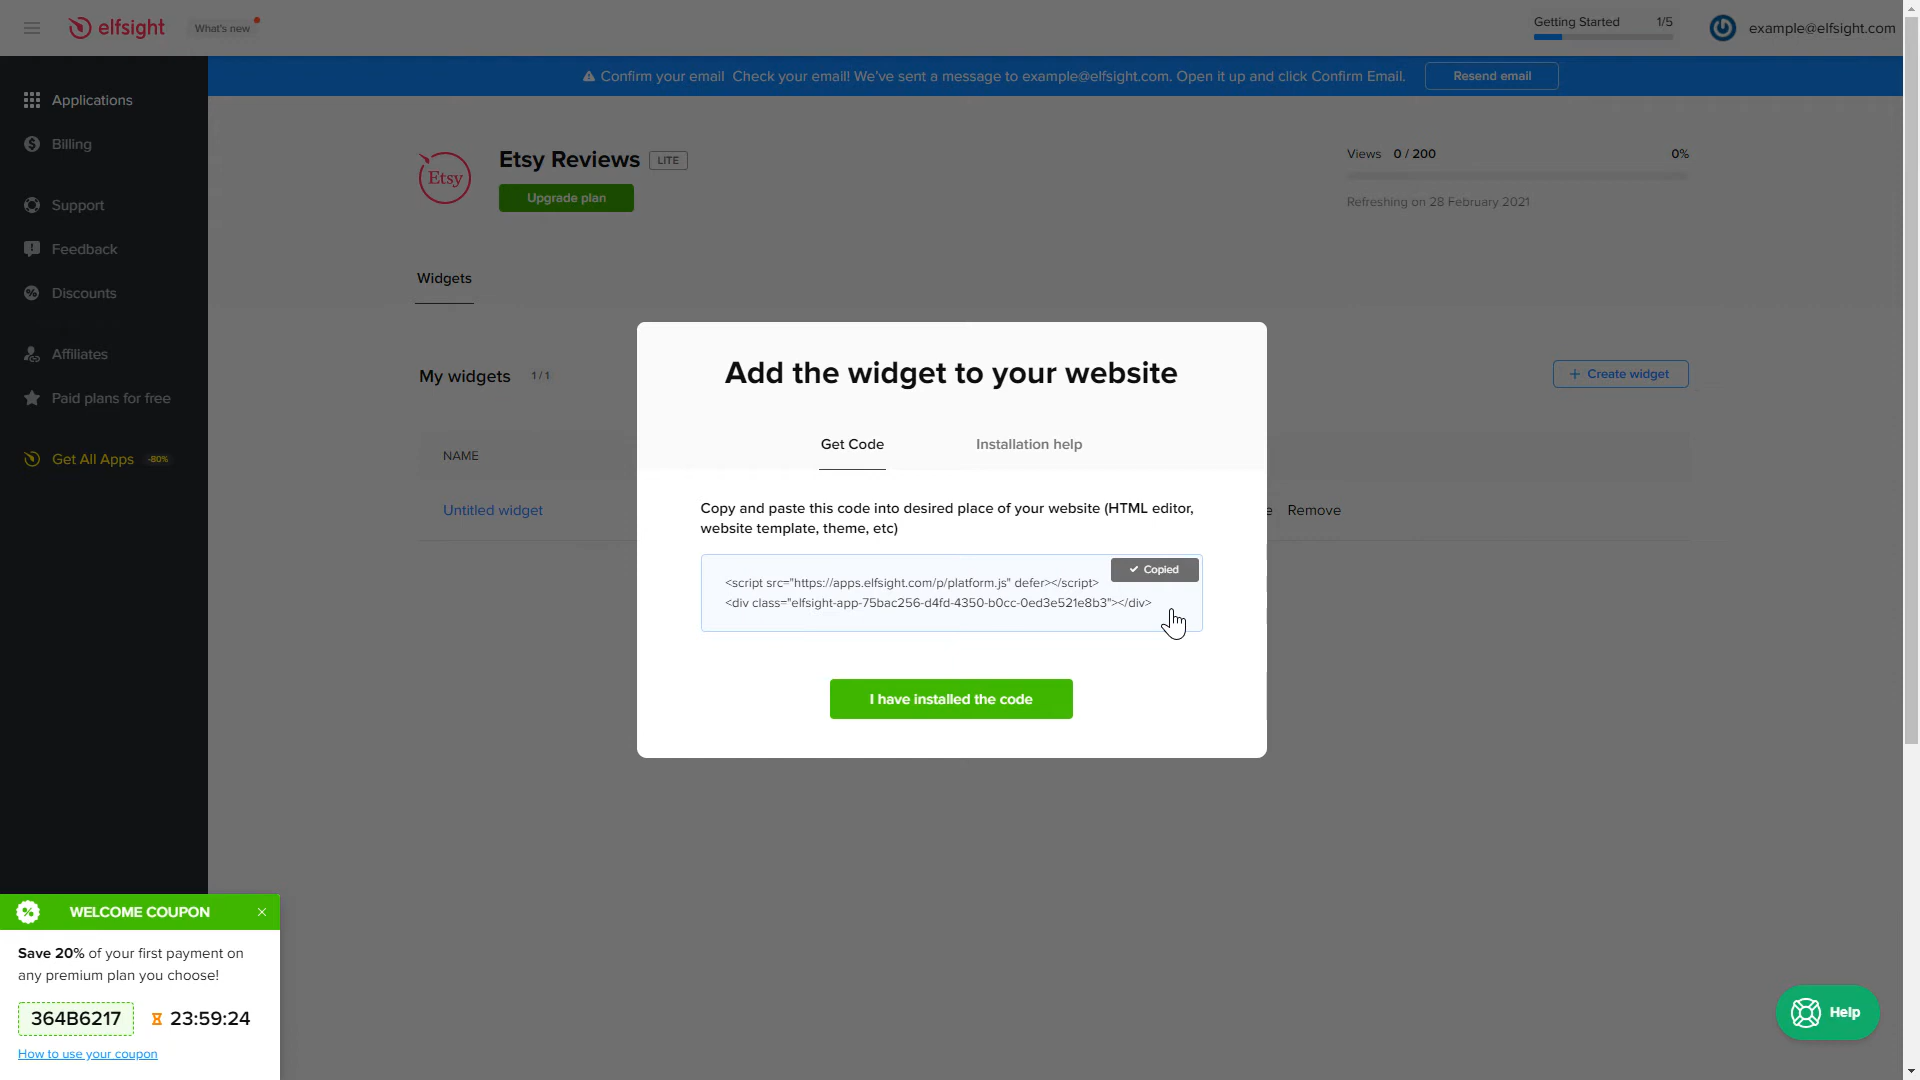 elfsight
What's new
Getting Started 1/5
example@elfsight.com
Confirm your email Check your email! We've sent a message to example@elfsight.com. Open it up and click Confirm Email.
Resend email
Applications
Billing
Support
Feedback
Discounts
Affiliates
Paid plans for free
Get All Apps -80%
Etsy
Etsy Reviews LITE
Upgrade plan
Views 0 / 200 0%
Refreshing on 28 February 2021
Widgets
My widgets 1 / 1
+ Create widget
NAME
Untitled widget
e Remove
Add the widget to your website
Get Code Installation help
Copy and paste this code into desired place of your website (HTML editor,
website template, theme, etc)
Copied
<script src="https://apps.elfsight.com/p/platform.js" defer></script>
<div class="elfsight-app-75bac256-d4fd-4350-b0cc-0ed3e521e8b3"></div>
I have installed the code
WELCOME COUPON
Save 20% of your first payment on
any premium plan you choose!
364B6217 23:59:24
How to use your coupon
Help